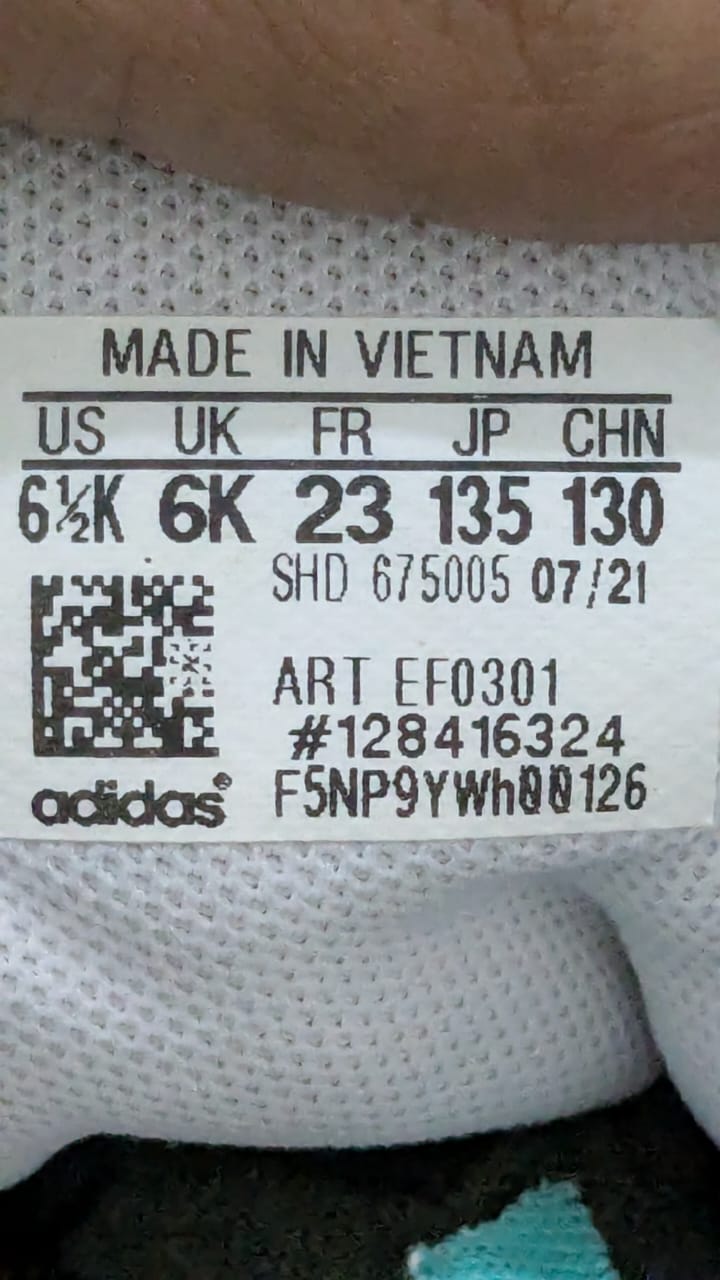 MADE IN VIETNAM
US UK FR JP CHN
6½K 6K 23 135 130
SHD 675005 07/21
ART EF0301
#128416324
F5NP9YWh00126
adidas®